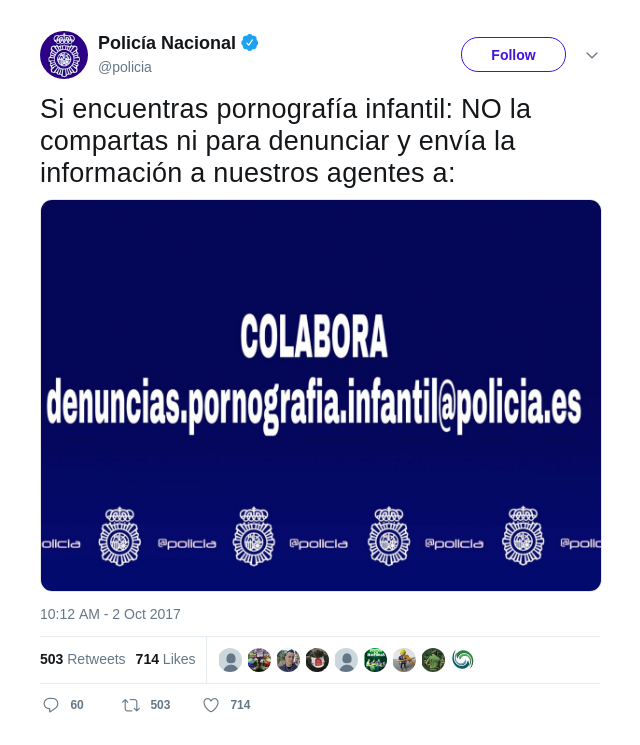 Policía Nacional
@policia
Follow
Si encuentras pornografía infantil: NO la
compartas ni para denunciar y envía la
información a nuestros agentes a:
COLABORA
denuncias.pornografia.infantil@policia.es
olicia @policia @policia @policia @polic
10:12 AM - 2 Oct 2017
503 Retweets 714 Likes
60 503 714